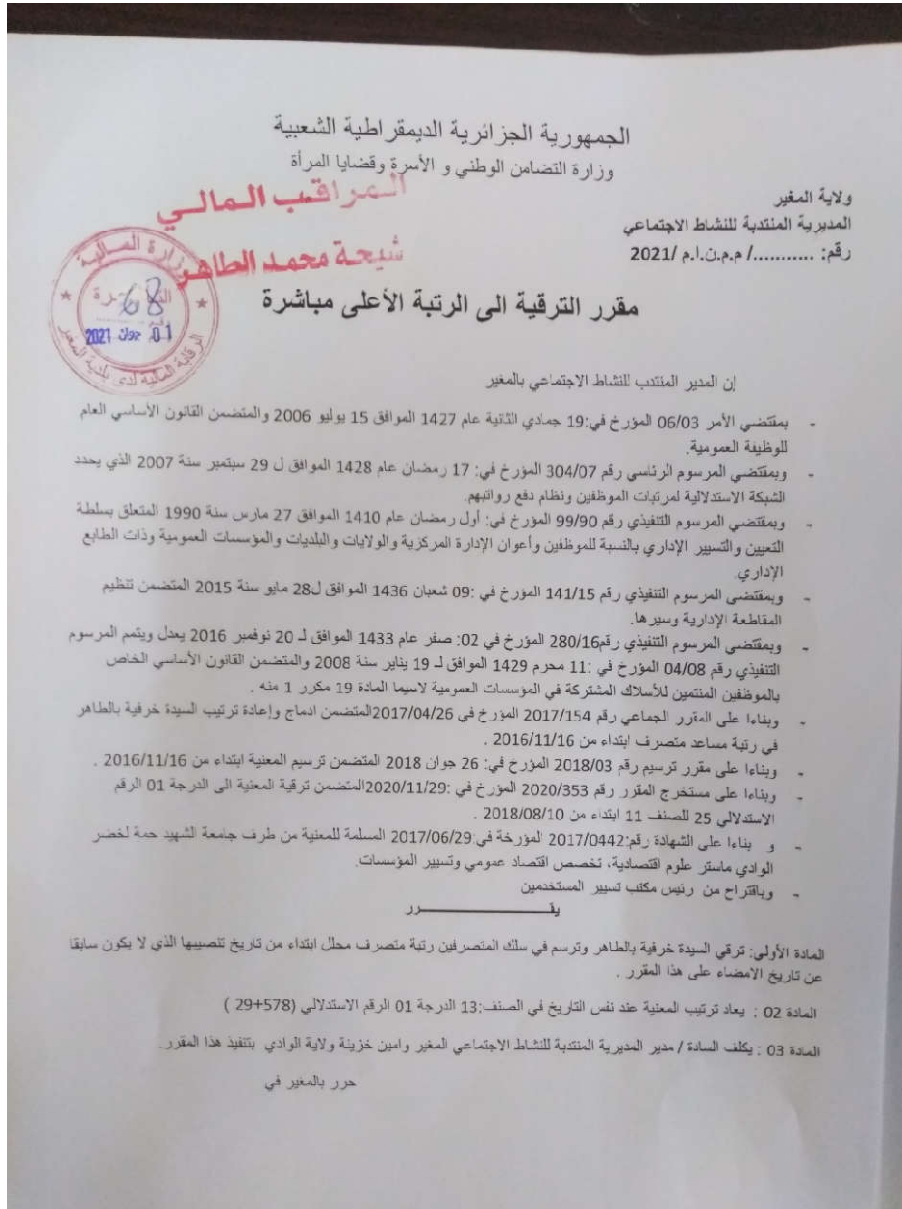 الجمهورية الجزائرية الديمقراطية الشعبية
وزارة التضامن الوطني و الأسرة وقضايا المرأة
ولاية المغير
المديرية المنتدبة للنشاط الاجتماعي
رقم: ........../ م.م.ن.ا.م /2021
المراقب المالي
شيحة محمد الطاهر
وزارة المالية
68
01 جوان 2021
الرقابة المالية لدى بلدية المغير
مقرر الترقية الى الرتبة الأعلى مباشرة
إن المدير المنتدب للنشاط الاجتماعي بالمغير
- بمقتضي الأمر 06/03 المؤرخ في:19 جمادي الثانية عام 1427 الموافق 15 يوليو 2006 والمتضمن القانون الأساسي العام
للوظيفة العمومية.
- وبمقتضي المرسوم الرئاسي رقم 304/07 المؤرخ في: 17 رمضان عام 1428 الموافق ل 29 سبتمبر سنة 2007 الذي يحدد
الشبكة الاستدلالية لمرتبات الموظفين ونظام دفع رواتبهم.
- وبمقتضي المرسوم التنفيذي رقم 99/90 المؤرخ في: أول رمضان عام 1410 الموافق 27 مارس سنة 1990 المتعلق بسلطة
التعيين والتسيير الإداري بالنسبة للموظفين وأعوان الإدارة المركزية والولايات والبلديات والمؤسسات العمومية وذات الطابع
الإداري.
- وبمقتضى المرسوم التنفيذي رقم 141/15 المؤرخ في :09 شعبان 1436 الموافق ل28 مايو سنة 2015 المتضمن تنظيم
المقاطعة الإدارية وسيرها.
- وبمقتضى المرسوم التنفيذي رقم280/16 المؤرخ في 02: صفر عام 1433 الموافق لـ 20 نوفمبر 2016 يعدل ويتمم المرسوم
التنفيذي رقم 04/08 المؤرخ في :11 محرم 1429 الموافق لـ 19 يناير سنة 2008 والمتضمن القانون الأساسي الخاص
بالموظفين المنتمين للأسلاك المشتركة في المؤسسات العمومية لاسيما المادة 19 مكرر 1 منه .
- وبناءا على المقرر الجماعي رقم 2017/154 المؤرخ في 2017/04/26المتضمن ادماج وإعادة ترتيب السيدة خرفية بالطاهر
في رتبة مساعد متصرف ابتداء من 2016/11/16 .
- وبناءا على مقرر ترسيم رقم 2018/03 المؤرخ في: 26 جوان 2018 المتضمن ترسيم المعنية ابتداء من 2016/11/16 .
- وبناءا على مستخرج المقرر رقم 2020/353 المؤرخ في :2020/11/29المتضمن ترقية المعنية الى الدرجة 01 الرقم
الاستدلالي 25 للصنف 11 ابتداء من 2018/08/10 .
- و بناءا على الشهادة رقم:2017/0442 المؤرخة في:2017/06/29 المسلمة للمعنية من طرف جامعة الشهيد حمة لخضر
الوادي ماستر علوم اقتصادية، تخصص اقتصاد عمومي وتسيير المؤسسات.
- وباقتراح من رئيس مكتب تسيير المستخدمين
يقـــــــــــــــرر
المادة الأولي: ترقي السيدة خرفية بالطاهر وترسم في سلك المتصرفين رتبة متصرف محلل ابتداء من تاريخ تنصيبها الذي لا يكون سابقا
عن تاريخ الامضاء على هذا المقرر .
المادة 02 : يعاد ترتيب المعنية عند نفس التاريخ في الصنف:13 الدرجة 01 الرقم الاستدلالي (578+29 )
المادة 03 : يكلف السادة / مدير المديرية المنتدبة للنشاط الاجتماعي المغير وامين خزينة ولاية الوادي بتنفيذ هذا المقرر.
حرر بالمغير في